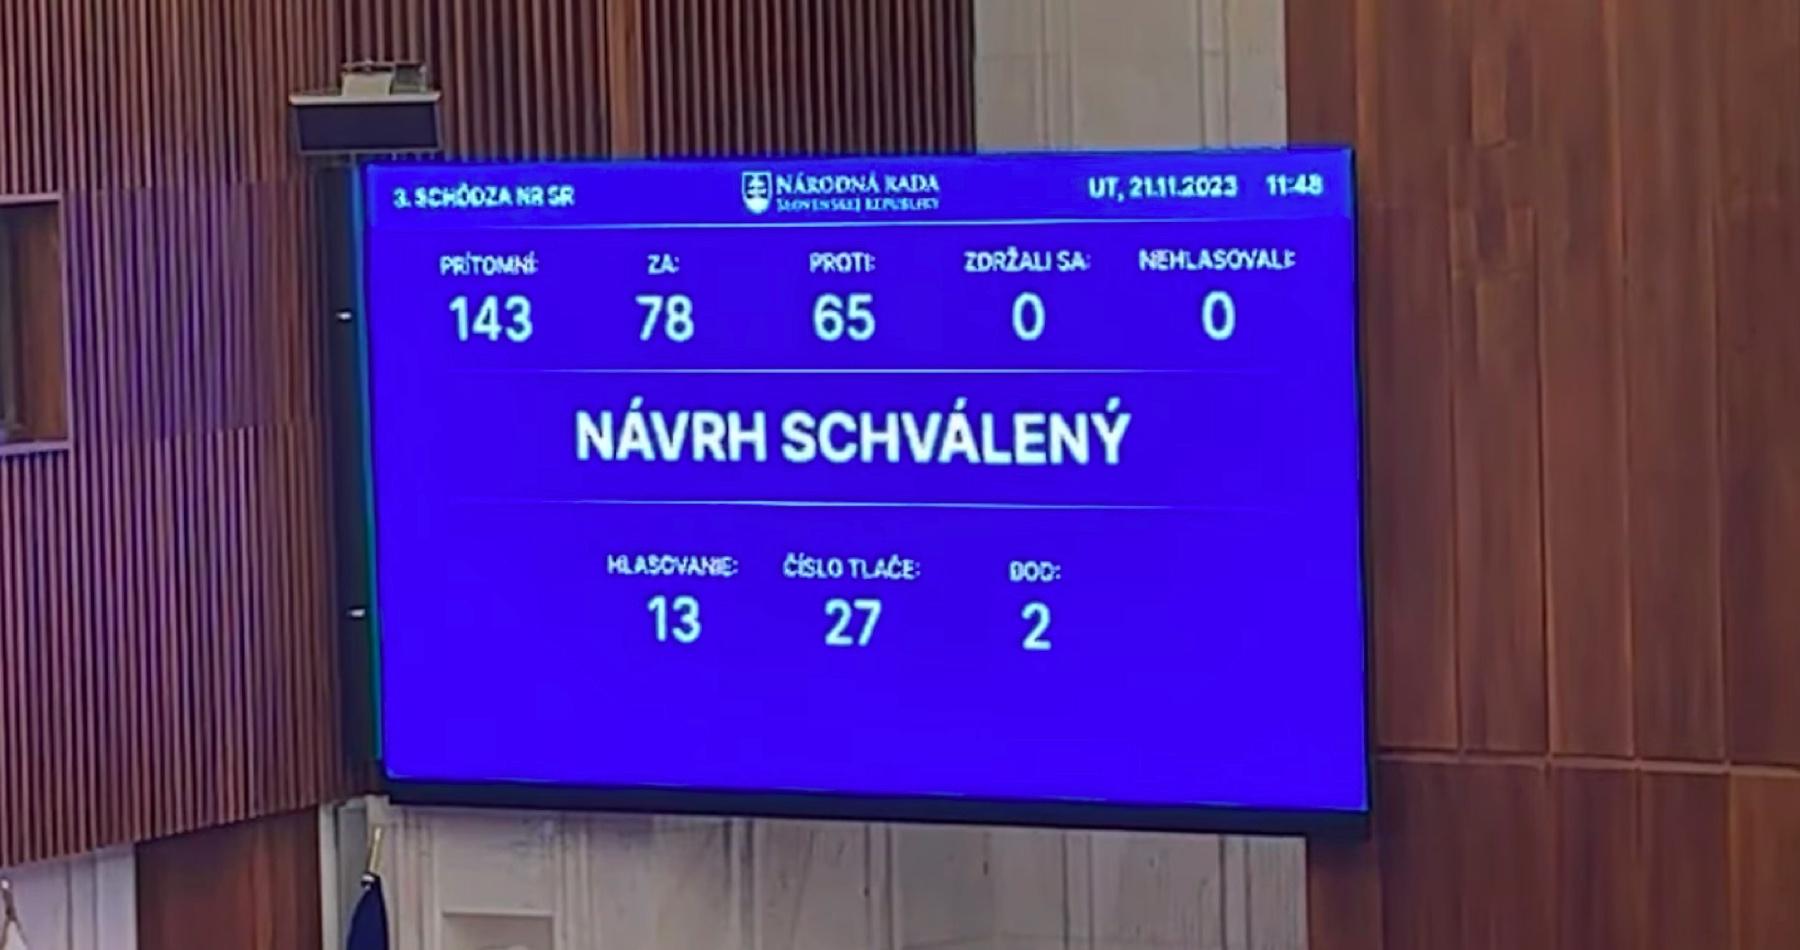 3. SCHÔDZA NR SR
NÁRODNÁ RADA
SLOVENSKEJ REPUBLIKY
UT, 21.11.2023 11:48
PRÍTOMNÍ: ZA: PROTI: ZDRŽALI SA: NEHLASOVALI:
143 78 65 0 0
NÁVRH SCHVÁLENÝ
HLASOVANIE: ČÍSLO TLAČE: BOD:
13 27 2